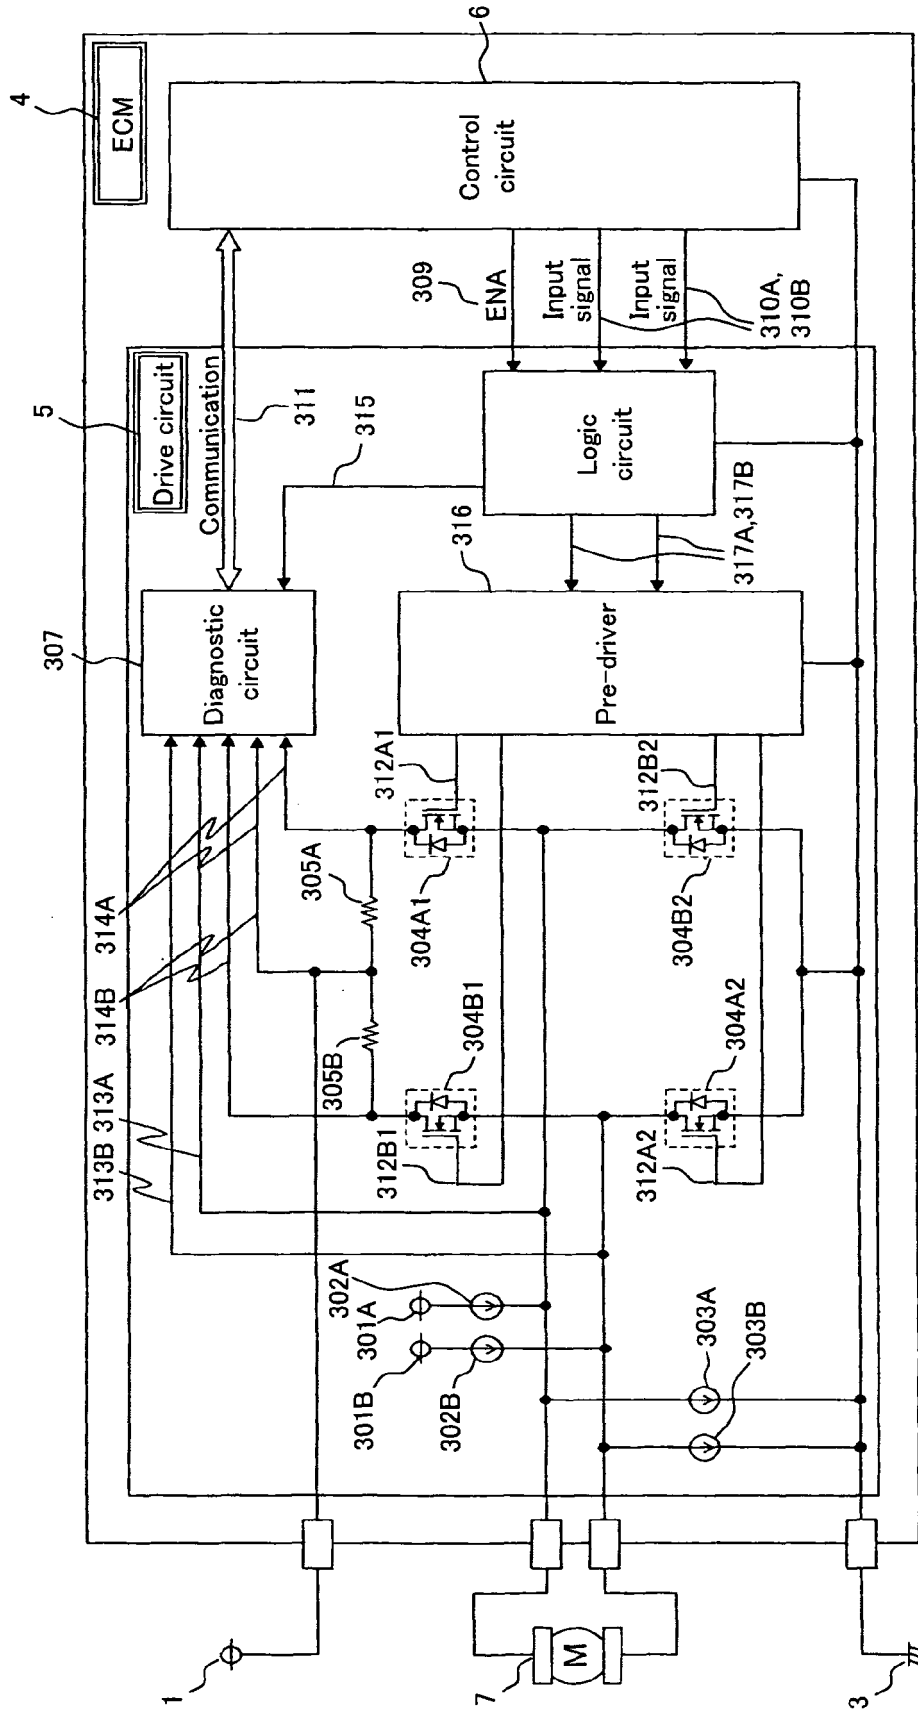 4
ECM
6
Control
circuit
5
Drive circuit
Communication
311
309
ENA
Input
signal
Input
signal
310A,
310B
315
Logic
circuit
307
Diagnostic
circuit
316
317A,317B
Pre-driver
314A
314B
313A
313B
305A
305B
312A1
304A1
312B2
304B2
304B1
312B1
304A2
312A2
302A
301A
301B
302B
303A
303B
1
7
M
3